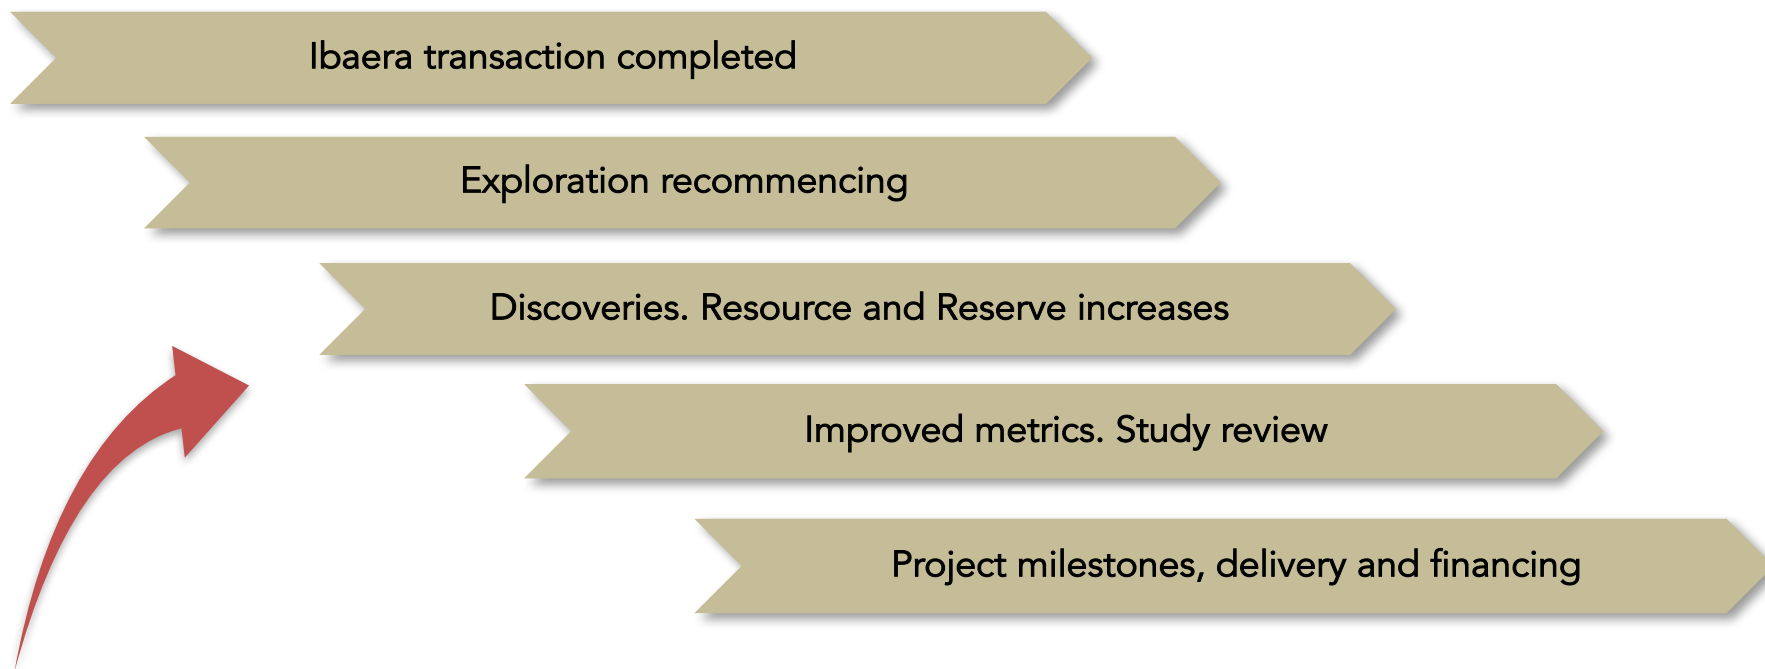 Ibaera transaction completed
Exploration recommencing
Discoveries. Resource and Reserve increases
Improved metrics. Study review
Project milestones, delivery and financing